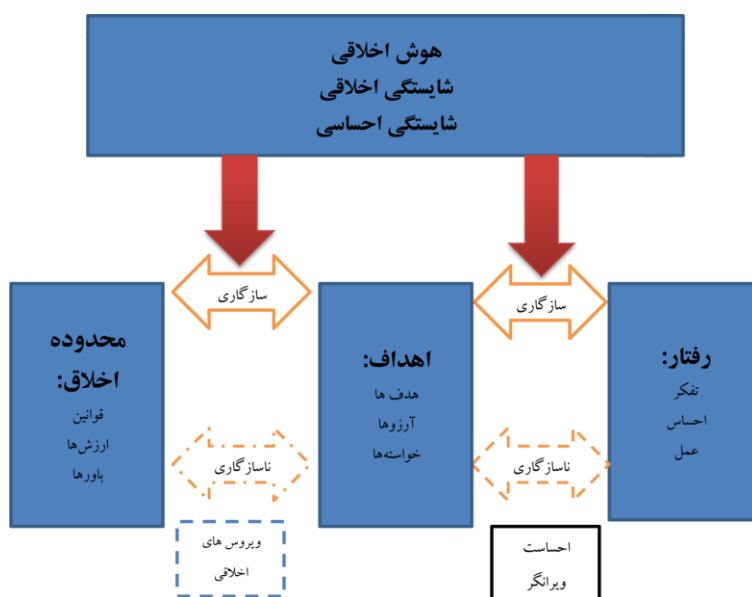 هوش اخلاقی
شایستگی اخلاقی
شایستگی احساسی
سازگاری
سازگاری
رفتار:
تفکر
احساس
عمل
اهداف:
هدف ها
آرزوها
خواسته‌ها
محدوده
اخلاق:
قوانین
ارزش‌ها
باورها
ناسازگاری
ناسازگاری
احساست
ویرانگر
ویروس های
اخلاقی